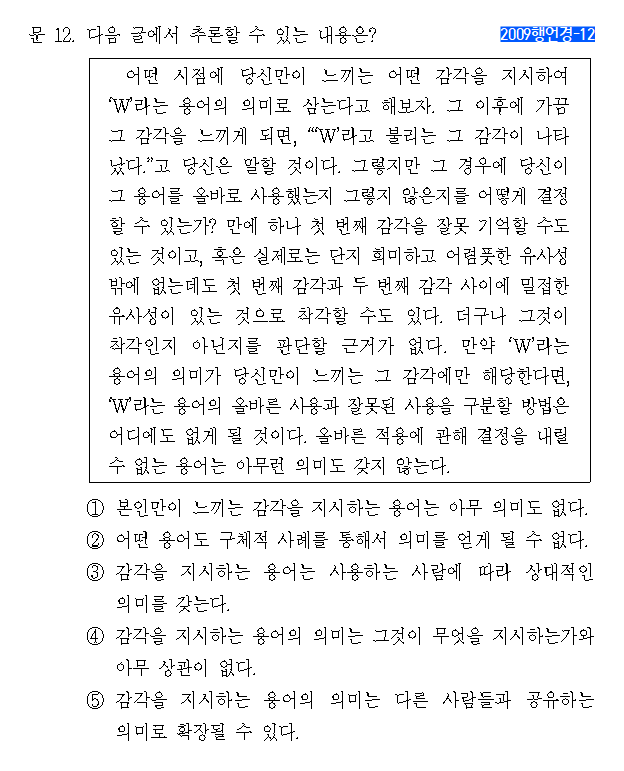 문 12. 다음 글에서 추론할 수 있는 내용은? 2009행언경-12
어떤 시점에 당신만이 느끼는 어떤 감각을 지시하여
‘W’라는 용어의 의미로 삼는다고 해보자. 그 이후에 가끔
그 감각을 느끼게 되면, “‘W’라고 불리는 그 감각이 나타
났다.”고 당신은 말할 것이다. 그렇지만 그 경우에 당신이
그 용어를 올바로 사용했는지 그렇지 않은지를 어떻게 결정
할 수 있는가? 만에 하나 첫 번째 감각을 잘못 기억할 수도
있는 것이고, 혹은 실제로는 단지 희미하고 어렴풋한 유사성
밖에 없는데도 첫 번째 감각과 두 번째 감각 사이에 밀접한
유사성이 있는 것으로 착각할 수도 있다. 더구나 그것이
착각인지 아닌지를 판단할 근거가 없다. 만약 ‘W’라는
용어의 의미가 당신만이 느끼는 그 감각에만 해당한다면,
‘W’라는 용어의 올바른 사용과 잘못된 사용을 구분할 방법은
어디에도 없게 될 것이다. 올바른 적용에 관해 결정을 내릴
수 없는 용어는 아무런 의미도 갖지 않는다.
① 본인만이 느끼는 감각을 지시하는 용어는 아무 의미도 없다.
② 어떤 용어도 구체적 사례를 통해서 의미를 얻게 될 수 없다.
③ 감각을 지시하는 용어는 사용하는 사람에 따라 상대적인
의미를 갖는다.
④ 감각을 지시하는 용어의 의미는 그것이 무엇을 지시하는가와
아무 상관이 없다.
⑤ 감각을 지시하는 용어의 의미는 다른 사람들과 공유하는
의미로 확장될 수 있다.